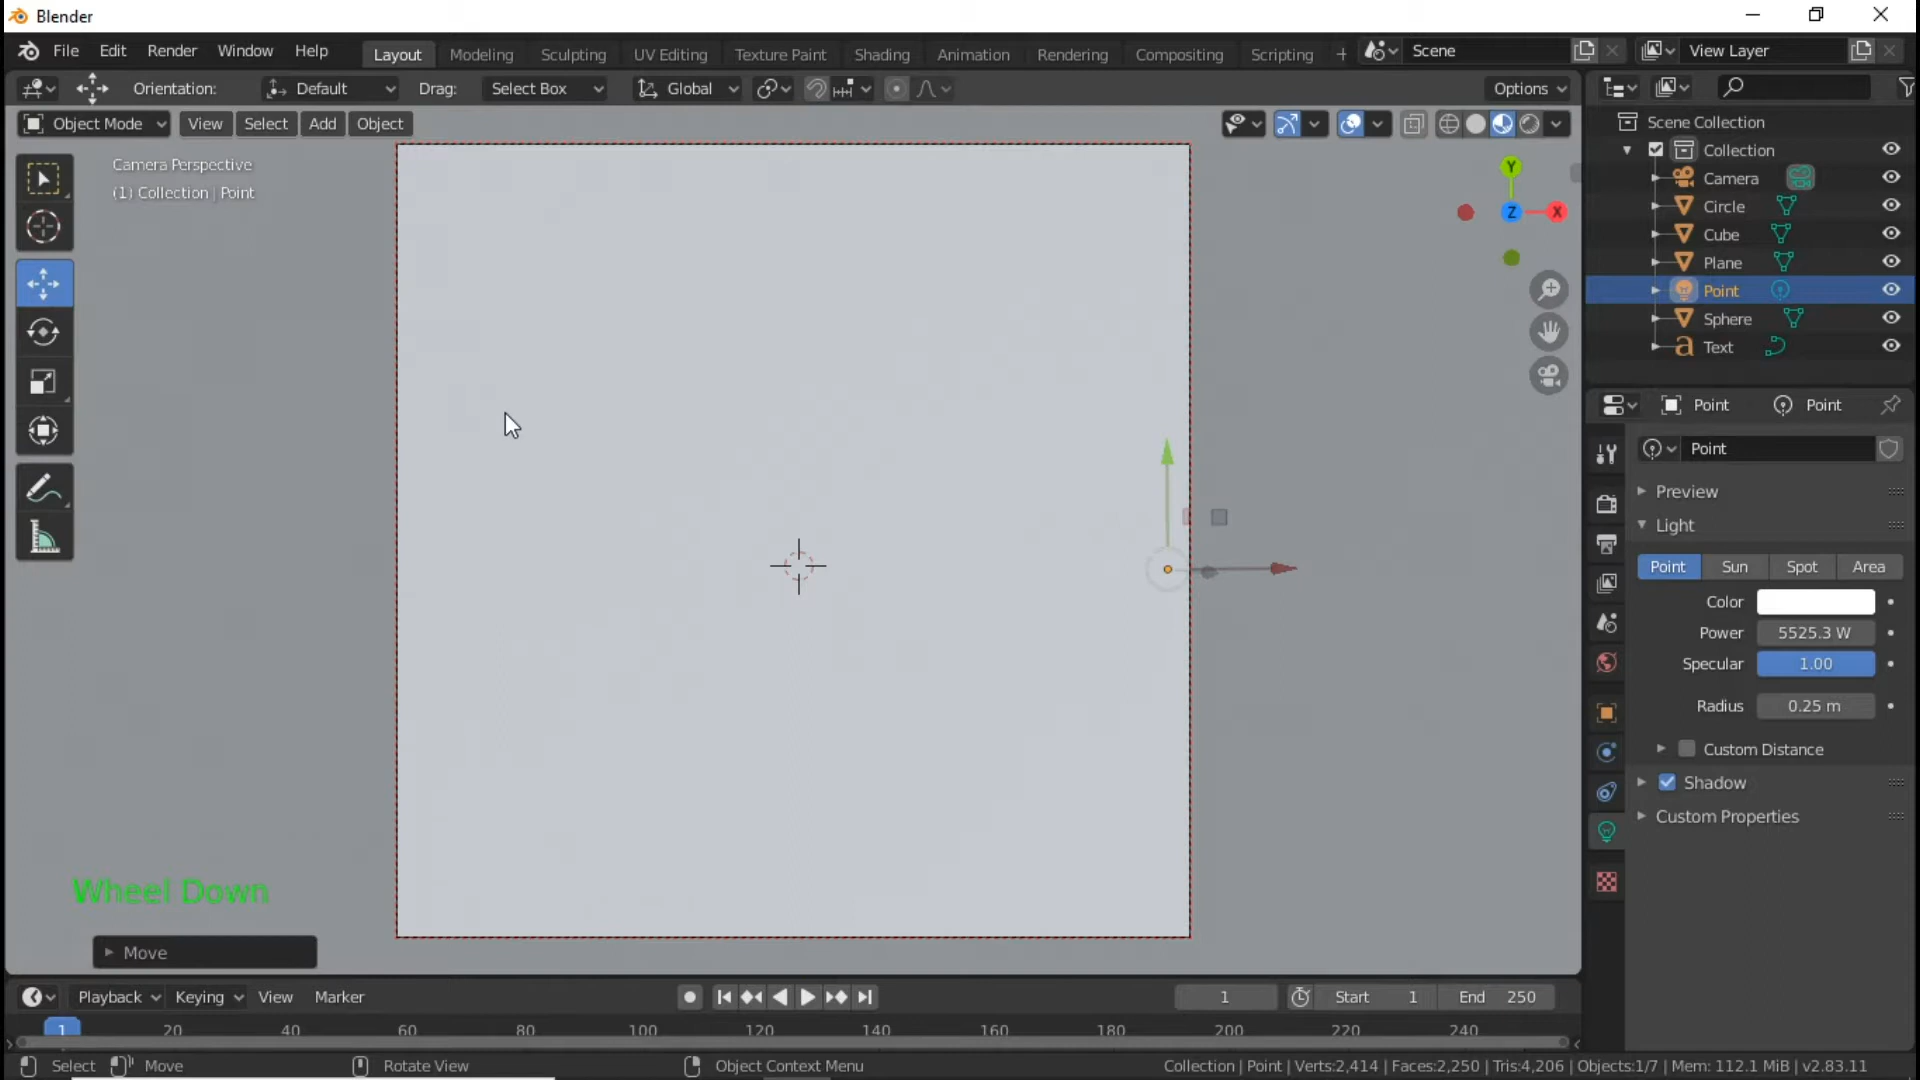 Blender
File Edit Render Window Help Layout Modeling Sculpting UV Editing Texture Paint Shading Animation Rendering Compositing Scripting + Scene View Layer
Orientation: Default Drag: Select Box Global Options
Object Mode View Select Add Object
Camera Perspective
(1) Collection | Point
Y
Z X
Scene Collection
Collection
Camera
Circle
Cube
Plane
Point
Sphere
Text
Point Point
Point
Preview
Light
Point Sun Spot Area
Color
Power 5525.3 W
Specular 1.00
Radius 0.25 m
Custom Distance
Shadow
Custom Properties
Wheel Down
Move
Playback Keying View Marker 1 Start 1 End 250
1 20 40 60 80 100 120 140 160 180 200 220 240
Select Move Rotate View Object Context Menu Collection | Point | Verts:2,414 | Faces:2,250 | Tris:4,206 | Objects:1/7 | Mem: 112.1 MiB | v2.83.11